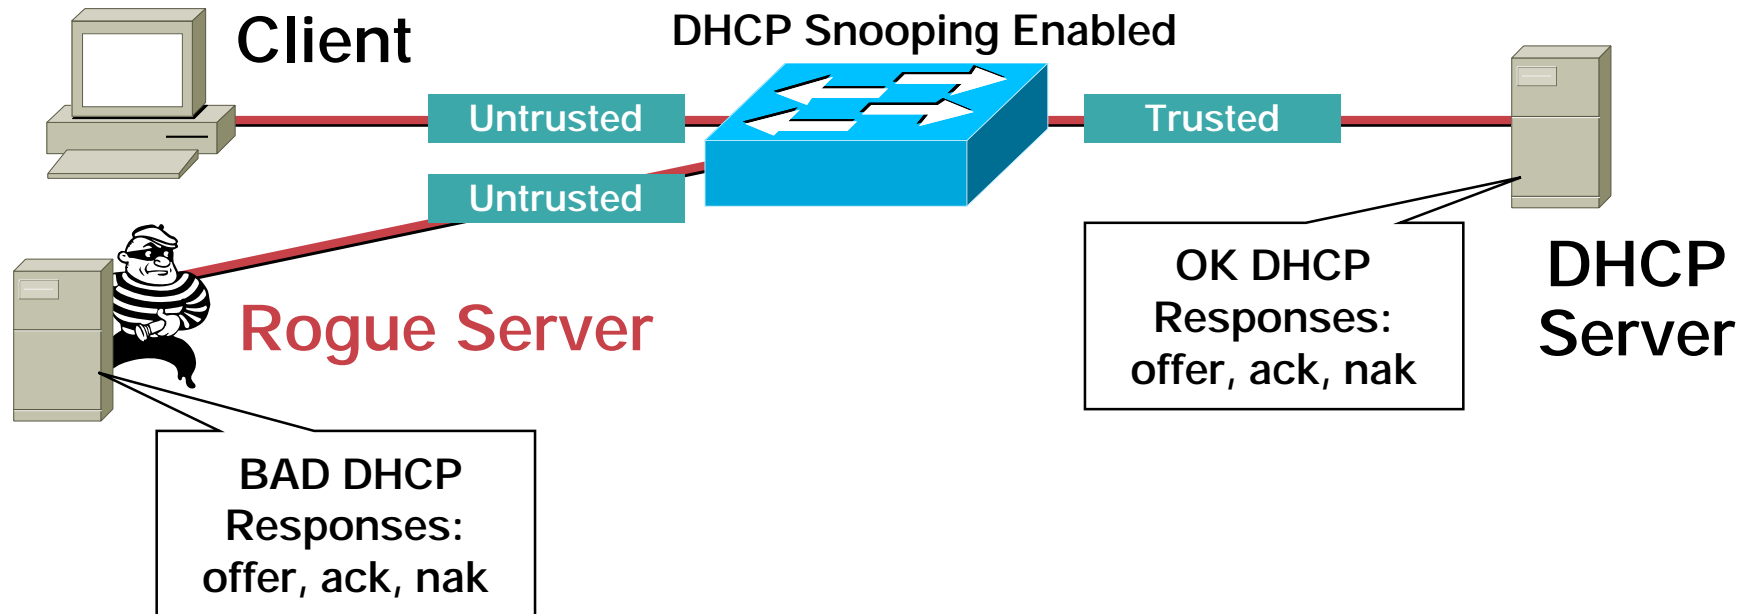 Client
DHCP Snooping Enabled
Untrusted
Trusted
Untrusted
OK DHCP
Responses:
offer, ack, nak
DHCP
Server
Rogue Server
BAD DHCP
Responses:
offer, ack, nak